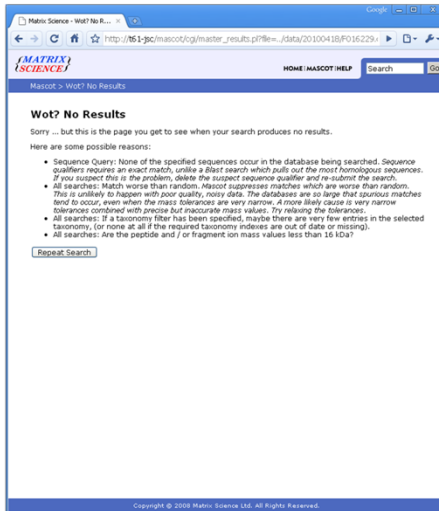 Google
Matrix Science - Wot? No R...
http://t61-jsc/mascot/cgi/master_results.pl?file=../data/20100418/F016229.
{MATRIX
SCIENCE}
HOME | MASCOT | HELP
Search
Go
Mascot > Wot? No Results
Wot? No Results
Sorry ... but this is the page you get to see when your search produces no results.
Here are some possible reasons:
• Sequence Query: None of the specified sequences occur in the database being searched. Sequence
qualifiers requires an exact match, unlike a Blast search which pulls out the most homologous sequences.
If you suspect this is the problem, delete the suspect sequence qualifier and re-submit the search.
• All searches: Match worse than random. Mascot suppresses matches which are worse than random.
This is unlikely to happen with poor quality, noisy data. The databases are so large that spurious matches
tend to occur, even when the mass tolerances are very narrow. A more likely cause is very narrow
tolerances combined with precise but inaccurate mass values. Try relaxing the tolerances.
• All searches: If a taxonomy filter has been specified, maybe there are very few entries in the selected
taxonomy, (or none at all if the required taxonomy indexes are out of date or missing).
• All searches: Are the peptide and / or fragment ion mass values less than 16 kDa?
Repeat Search
Copyright © 2008 Matrix Science Ltd. All Rights Reserved.